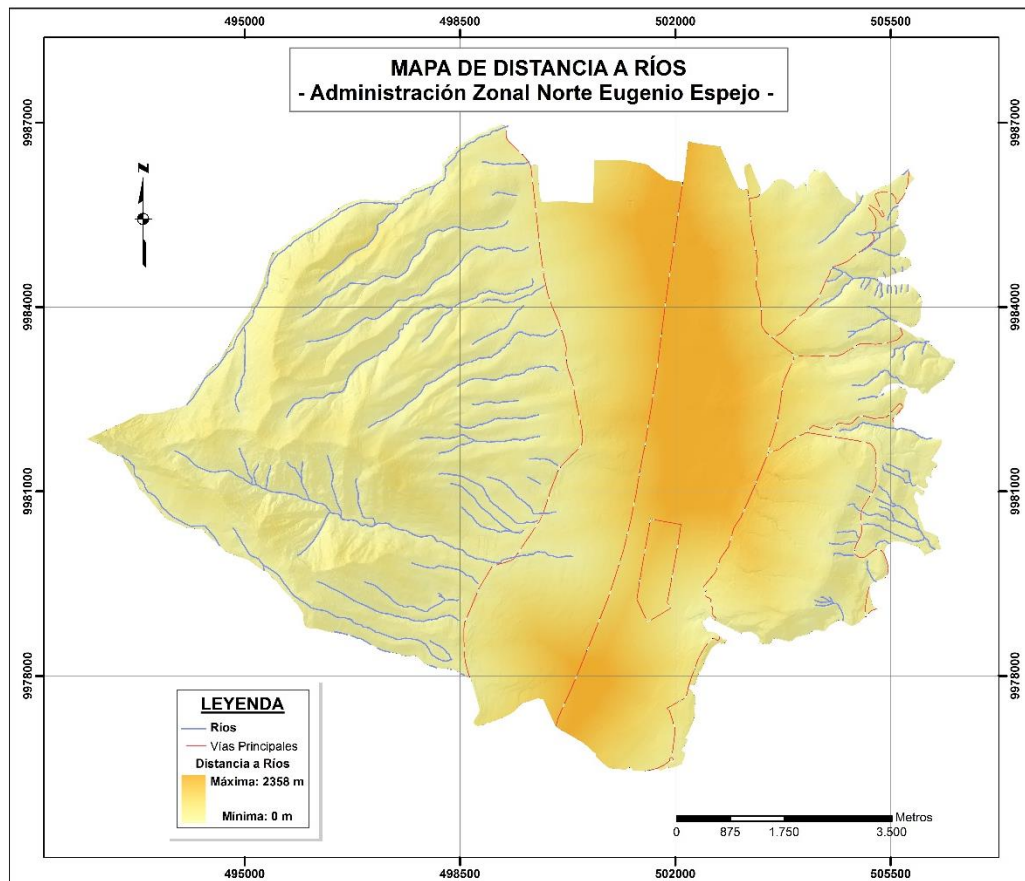 495000 498500 502000 505500
MAPA DE DISTANCIA A RÍOS
- Administración Zonal Norte Eugenio Espejo -
9987000 9987000
Z
9984000 9984000
9981000 9981000
9978000 9978000
LEYENDA
Ríos
Vías Principales
Distancia a Ríos
Máxima: 2358 m
Mínima: 0 m
Metros
0 875 1.750 3.500
495000 498500 502000 505500